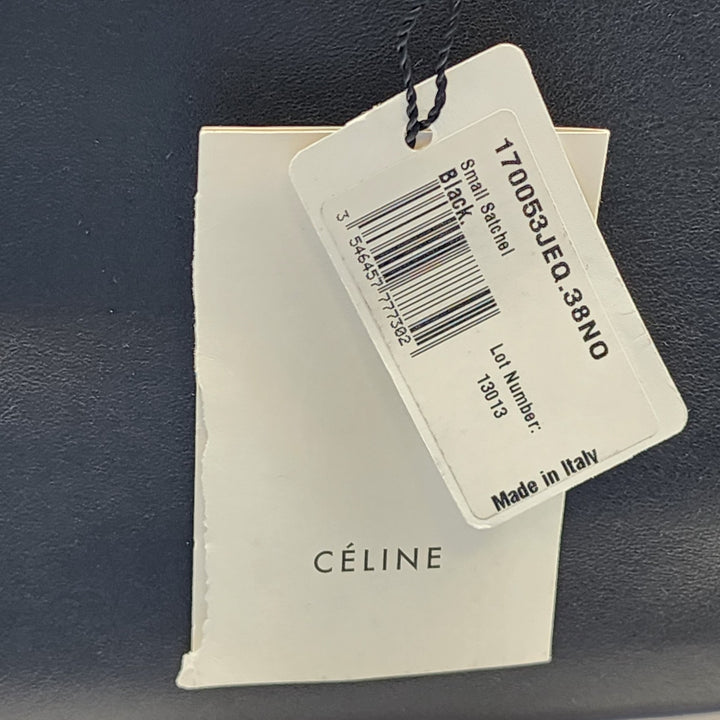 170053JEQ.38NO
Small Satchel
Black.
3 546457 777302
Lot Number:
13013
Made in Italy
CÉLINE